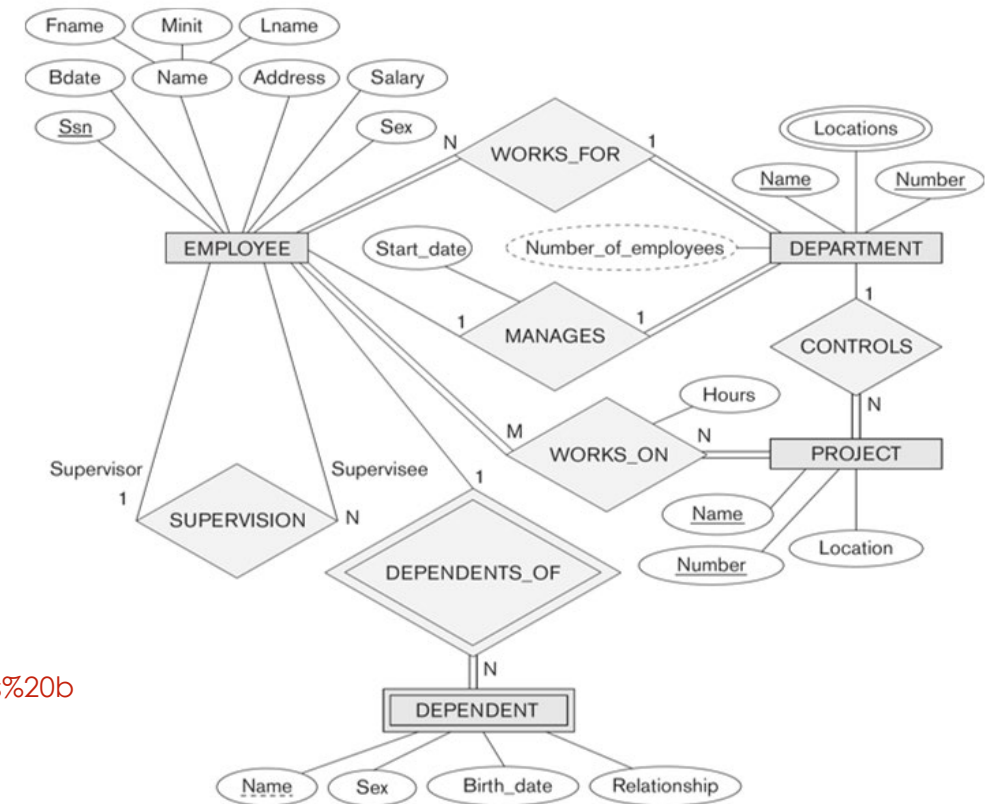 Fname Minit Lname
Bdate Name Address Salary
Ssn Sex
N WORKS_FOR 1
Locations
Name Number
EMPLOYEE Start_date Number_of_employees DEPARTMENT
1 MANAGES 1
1
CONTROLS
N
Hours
M WORKS_ON N PROJECT
Supervisor Supervisee
1 SUPERVISION N
1
Name
Number
Location
DEPENDENTS_OF
N
s%20b
DEPENDENT
Name Sex Birth_date Relationship